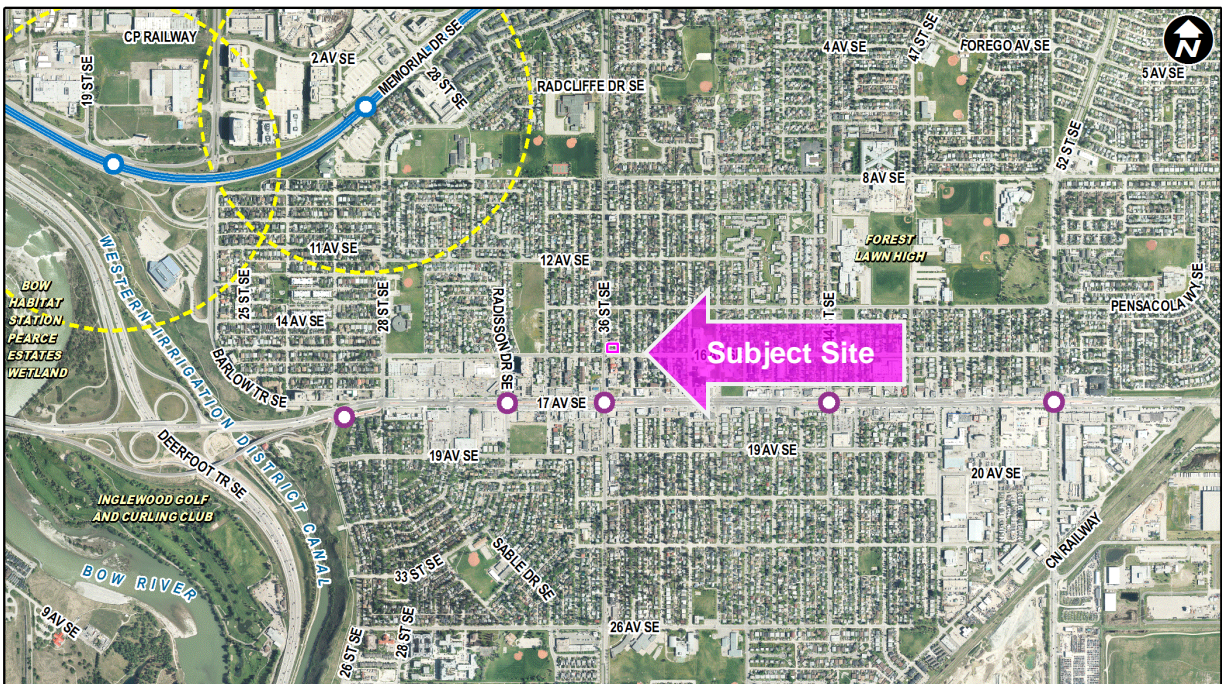 CP RAILWAY
2 AV SE
MEMORIAL DR SE
28 ST SE
19 ST SE
RADCLIFFE DR SE
4 AV SE
47 ST SE
FOREGO AV SE
N
5 AV SE
52 ST SE
8 AV SE
FOREST
LAWN HIGH
11 AV SE
12 AV SE
WESTERN IRRIGATION DISTRICT CANAL
BOW
HABITAT
STATION
PEARCE
ESTATES
WETLAND
25 ST SE
28 ST SE
14 AV SE
RADISSON DR SE
36 ST SE
T SE
PENSACOLA WY SE
16
Subject Site
BARLOW TR SE
17 AV SE
DEERFOOT TR SE
19 AV SE
19 AV SE
20 AV SE
INGLEWOOD GOLF
AND CURLING CLUB
CN RAILWAY
BOW RIVER
33 ST SE
SABLE DR SE
9 AV SE
26 ST SE
28 ST SE
26 AV SE